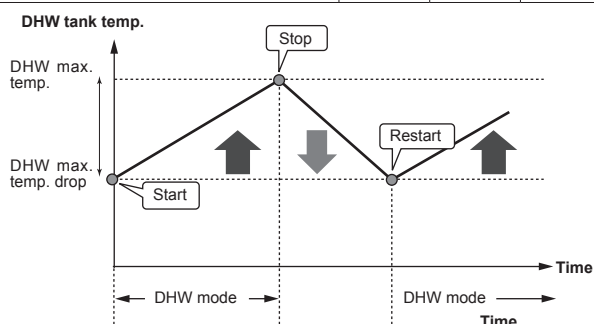 DHW tank temp.
Stop
DHW max.
temp.
Restart
DHW max.
temp. drop
Start
Time
DHW mode
DHW mode
Time